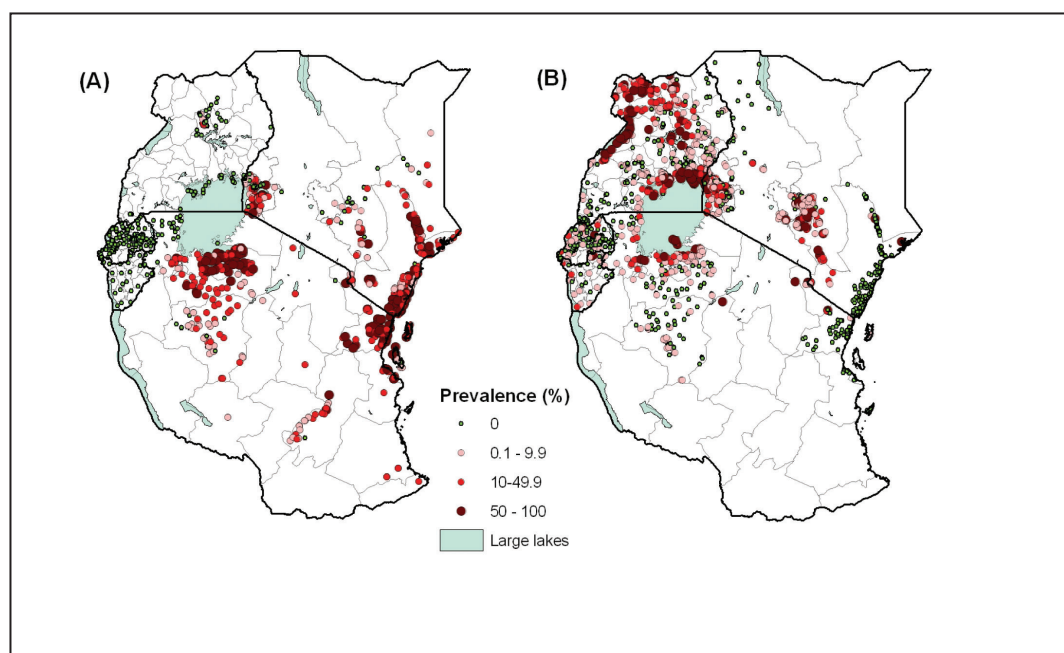 (A)
(B)
Prevalence (%)
0
0.1 - 9.9
10-49.9
50 - 100
Large lakes